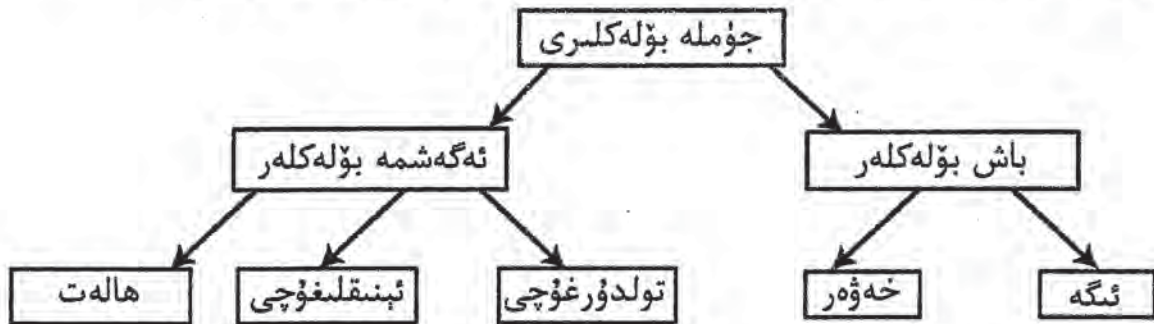 جۈملە بۆلەكلىرى
باش بۆلەكلەر
ئەگەشمە بۆلەكلەر
ئىگە
خەۋەر
تولدۇرغۇچى
ئېنىقلىغۇچى
ھالەت